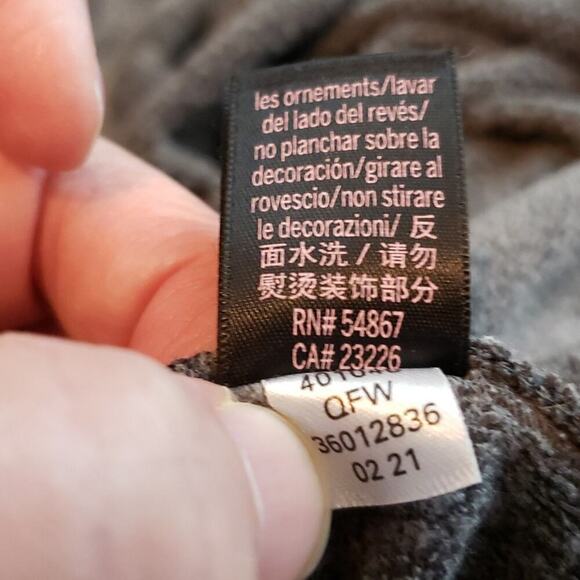 les ornements/lavar
del lado del revés/
no planchar sobre la
decoración/girare al
rovescio/non stirare
le decorazioni/ 反
面水洗 / 请勿
熨烫装饰部分
RN# 54867
CA# 23226
QFW
36012836
02 21